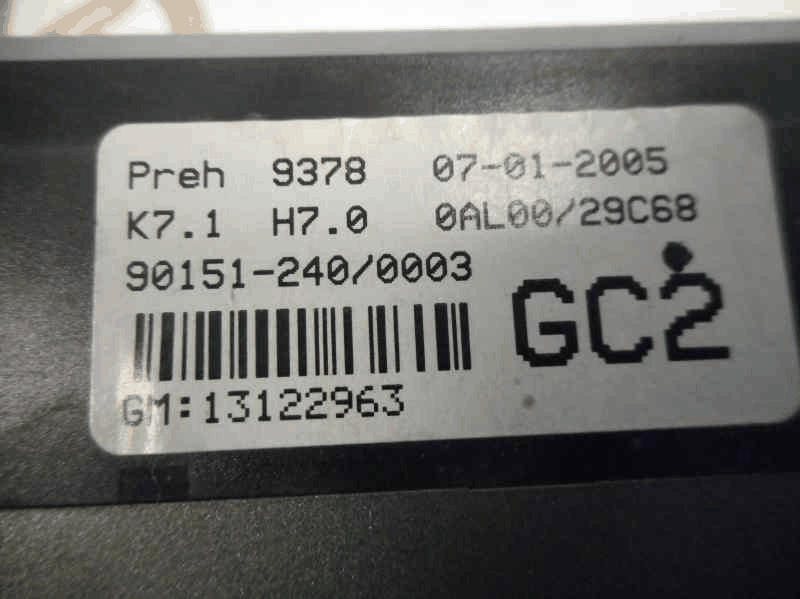 Preh 9378 07-01-2005
K7.1 H7.0 0AL00/29C68
90151-240/0003
GC2
GM:13122963